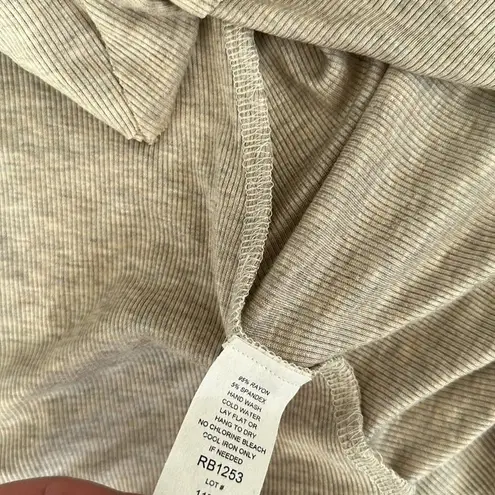 95% RAYON
5% SPANDEX
HAND WASH
COLD WATER
LAY FLAT OR
HANG TO DRY
NO CHLORINE BLEACH
COOL IRON ONLY
IF NEEDED
RB1253
LOT #